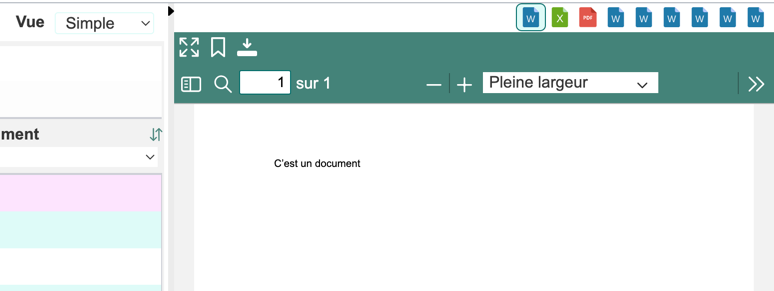 Vue Simple
W X PDF W W W W W W
1 sur 1
Pleine largeur
ment
C'est un document